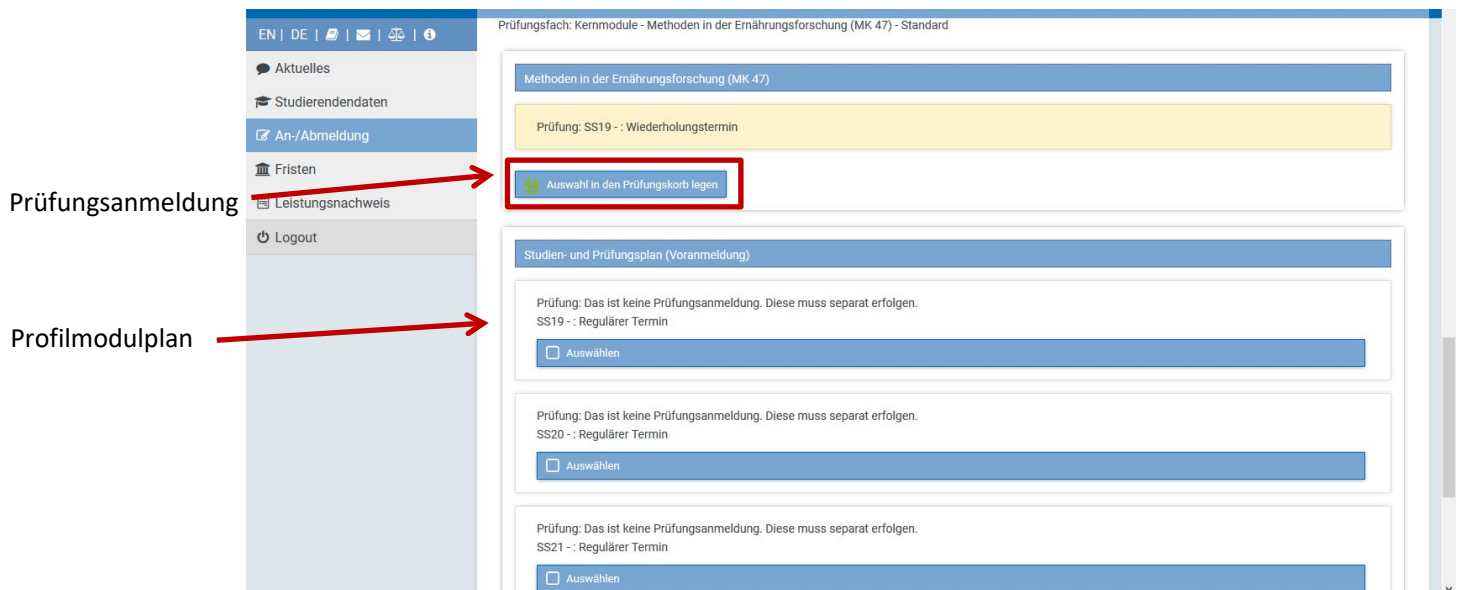 Prüfungsfach: Kernmodule - Methoden in der Ernährungsforschung (MK 47) - Standard
EN | DE | | | |
Aktuelles
Studierendendaten
An-/Abmeldung
Fristen
Leistungsnachweis
Logout
Prüfungsanmeldung
Profilmodulplan
Methoden in der Ernährungsforschung (MK 47)
Prüfung: SS19 - : Wiederholungstermin
Auswahl in den Prüfungskorb legen
Studien- und Prüfungsplan (Voranmeldung)
Prüfung: Das ist keine Prüfungsanmeldung. Diese muss separat erfolgen.
SS19 - : Regulärer Termin
Auswählen
Prüfung: Das ist keine Prüfungsanmeldung. Diese muss separat erfolgen.
SS20 - : Regulärer Termin
Auswählen
Prüfung: Das ist keine Prüfungsanmeldung. Diese muss separat erfolgen.
SS21 - : Regulärer Termin
Auswählen